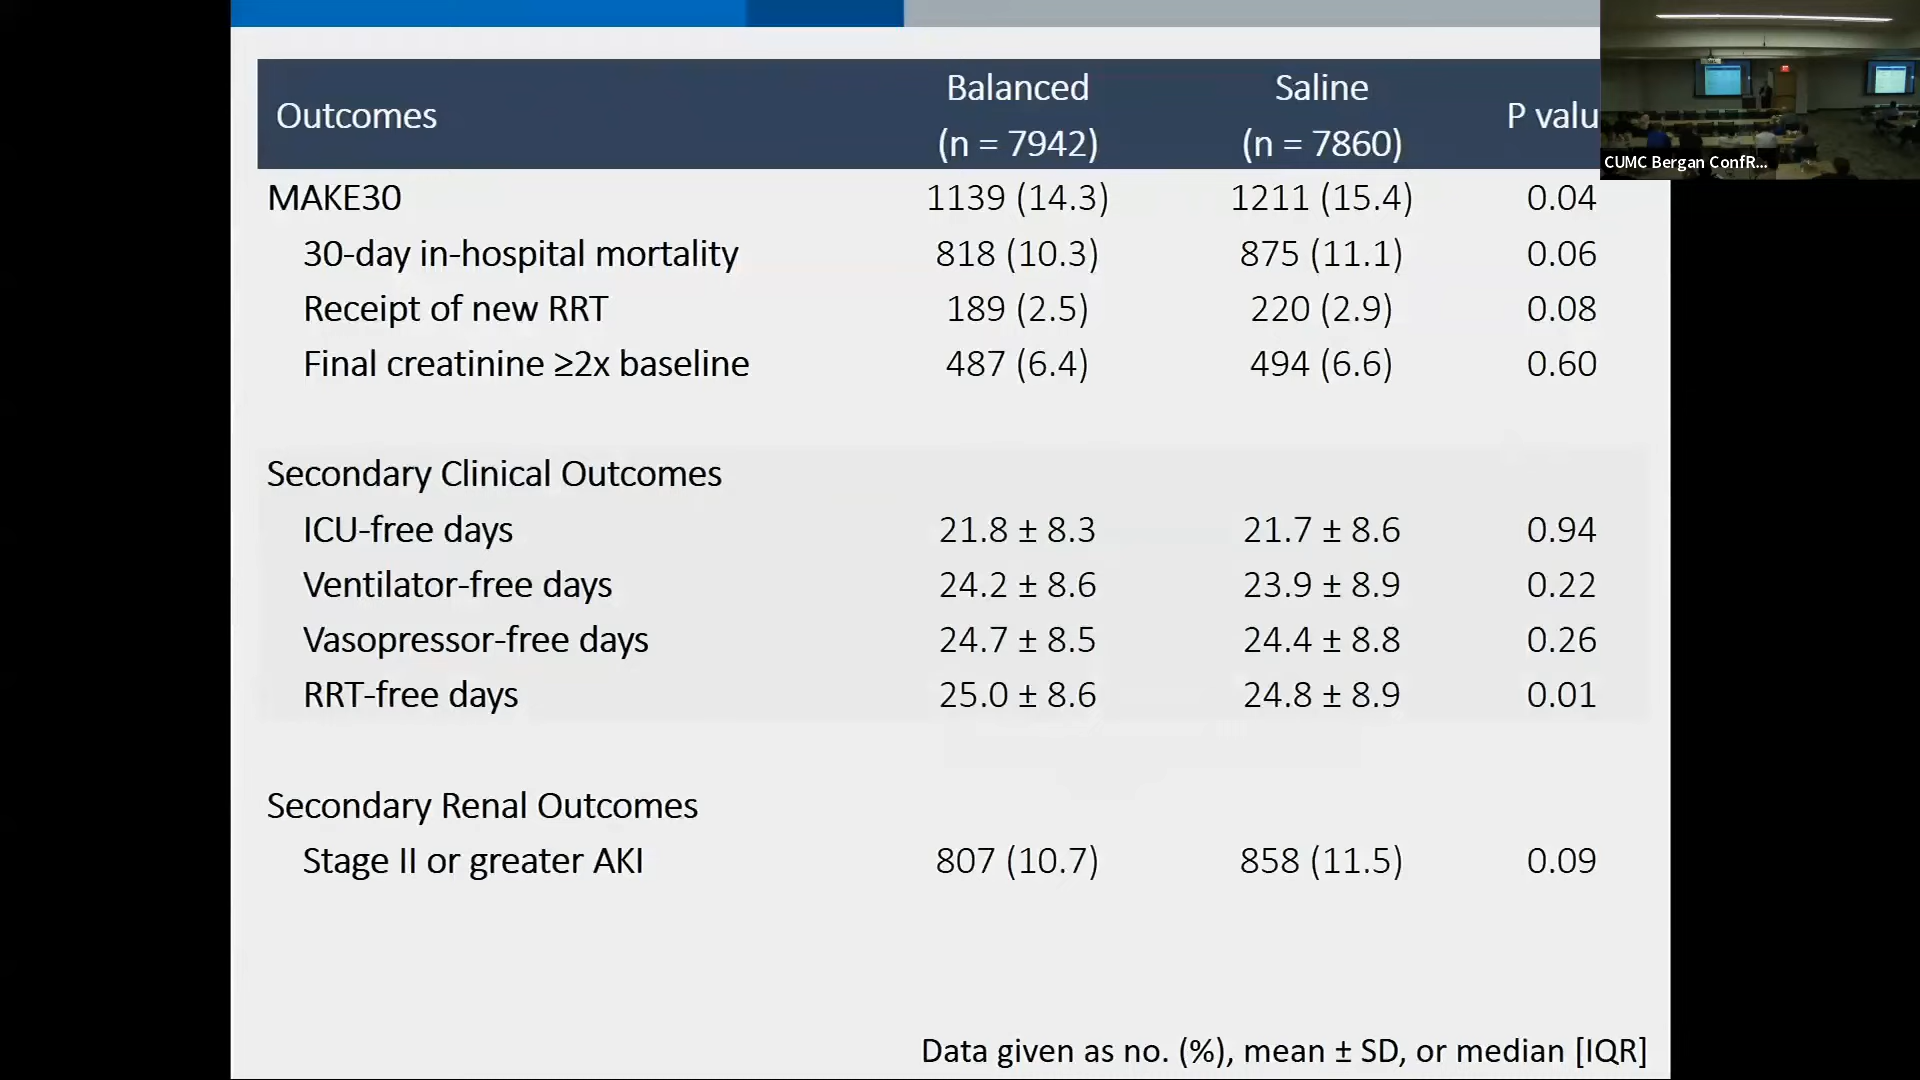 Outcomes
Balanced
(n = 7942)
Saline
(n = 7860)
P valu
MAKE30 1139 (14.3) 1211 (15.4) 0.04
30-day in-hospital mortality 818 (10.3) 875 (11.1) 0.06
Receipt of new RRT 189 (2.5) 220 (2.9) 0.08
Final creatinine ≥2x baseline 487 (6.4) 494 (6.6) 0.60
Secondary Clinical Outcomes
ICU-free days 21.8 ± 8.3 21.7 ± 8.6 0.94
Ventilator-free days 24.2 ± 8.6 23.9 ± 8.9 0.22
Vasopressor-free days 24.7 ± 8.5 24.4 ± 8.8 0.26
RRT-free days 25.0 ± 8.6 24.8 ± 8.9 0.01
Secondary Renal Outcomes
Stage II or greater AKI 807 (10.7) 858 (11.5) 0.09
Data given as no. (%), mean ± SD, or median [IQR]
CUMC Bergan ConfR...